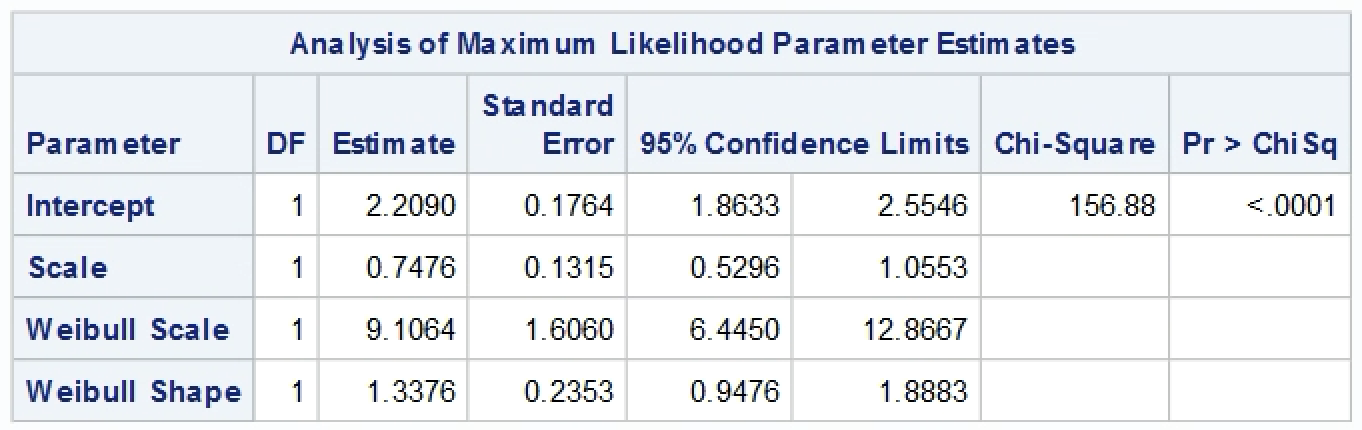 Analysis of Maximum Likelihood Parameter Estimates
Parameter DF Estimate Standard Error 95% Confidence Limits Chi-Square Pr > ChiSq
Intercept 1 2.2090 0.1764 1.8633 2.5546 156.88 <.0001
Scale 1 0.7476 0.1315 0.5296 1.0553
Weibull Scale 1 9.1064 1.6060 6.4450 12.8667
Weibull Shape 1 1.3376 0.2353 0.9476 1.8883